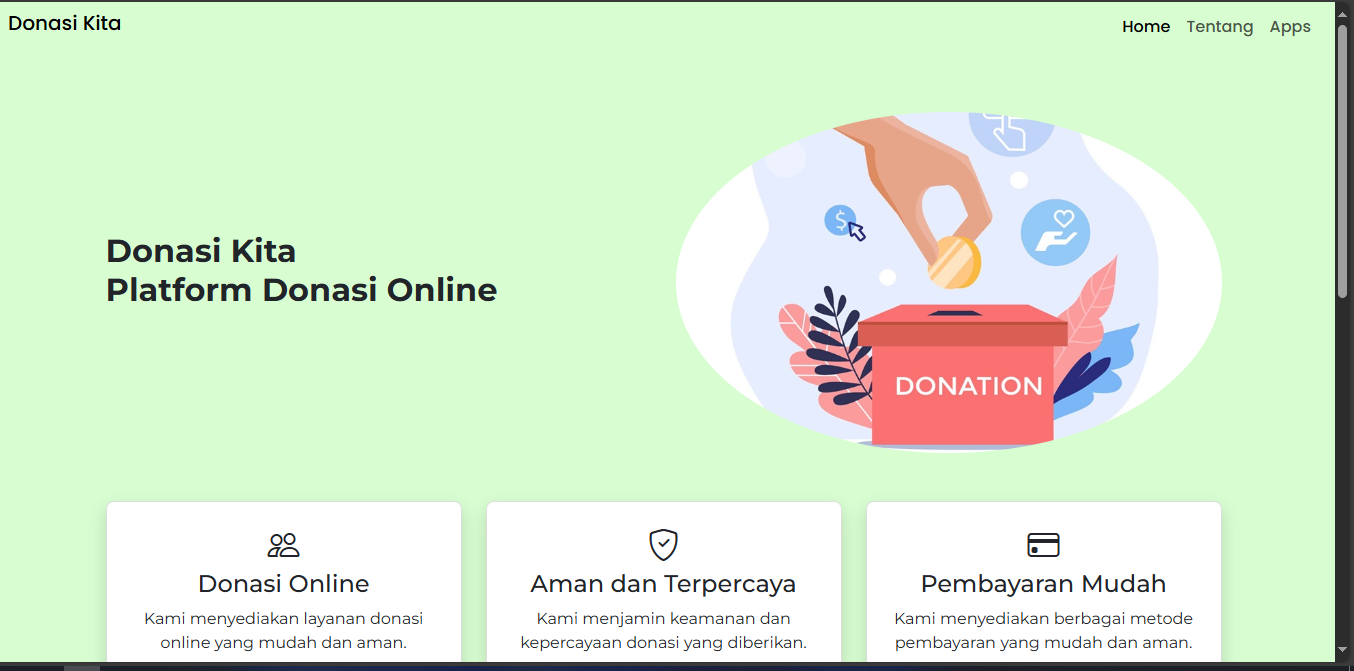 Donasi Kita
Home Tentang Apps
$
Donasi Kita
Platform Donasi Online
DONATION
Donasi Online
Kami menyediakan layanan donasi
online yang mudah dan aman.
Aman dan Terpercaya
Kami menjamin keamanan dan
kepercayaan donasi yang diberikan.
Pembayaran Mudah
Kami menyediakan berbagai metode
pembayaran yang mudah dan aman.